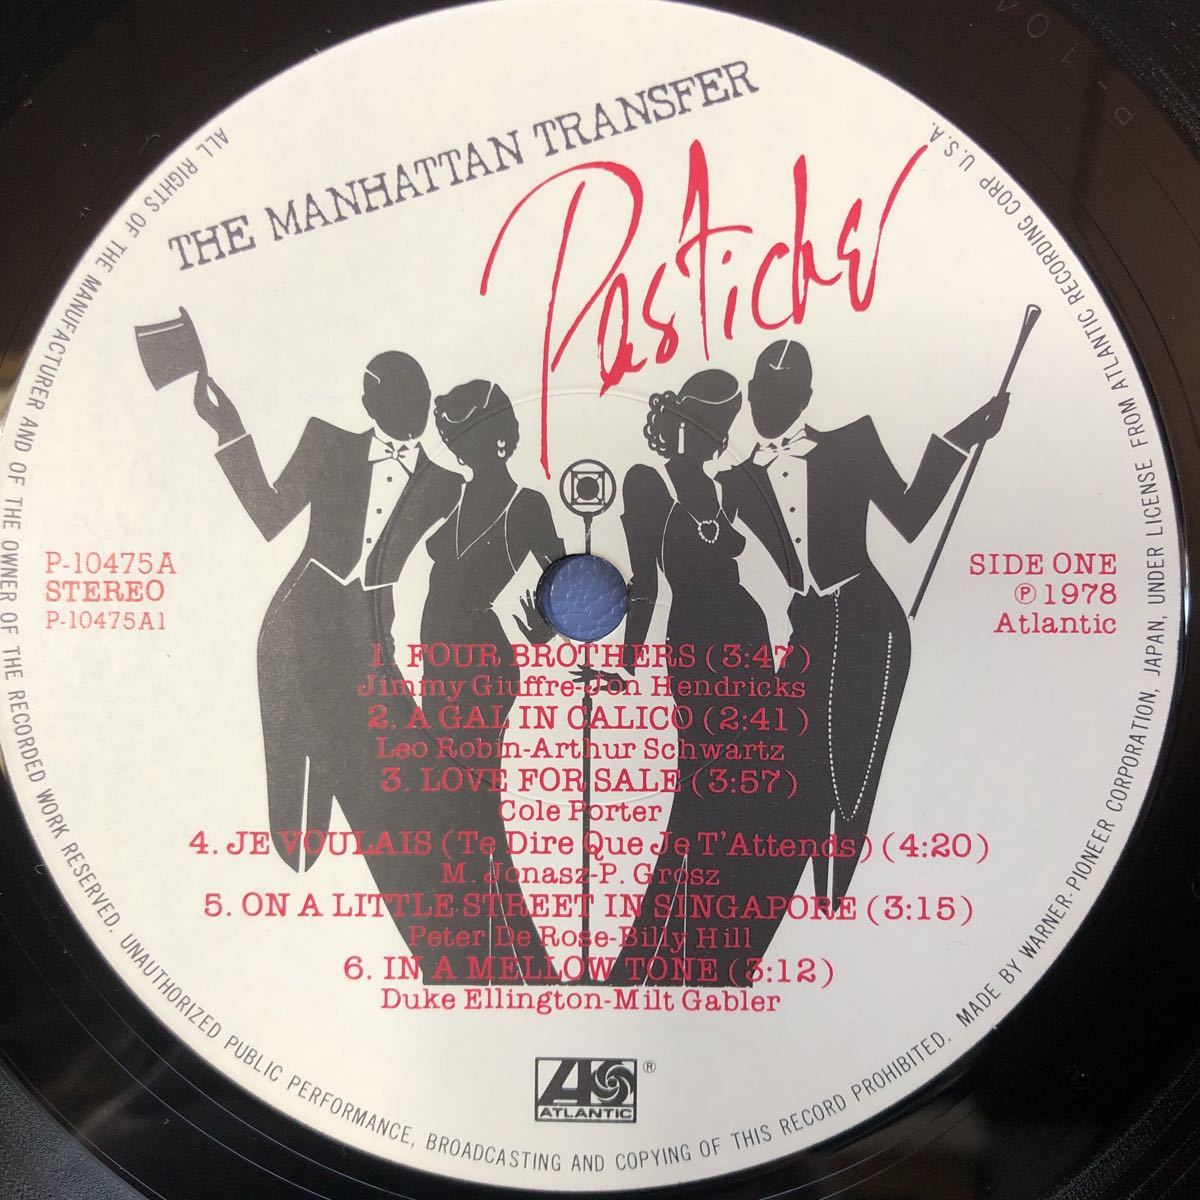 THE MANHATTAN TRANSFER
Pastiche
P-10475A
STEREO
P-10475A1
SIDE ONE
℗ 1978
Atlantic
1. FOUR BROTHERS (3:47)
Jimmy Giuffre-Jon Hendricks
2. A GAL IN CALICO (2:41)
Leo Robin-Arthur Schwartz
3. LOVE FOR SALE (3:57)
Cole Porter
4. JE VOULAIS (Te Dire Que Je T'Attends) (4:20)
M. Jonasz-P. Grosz
5. ON A LITTLE STREET IN SINGAPORE (3:15)
Peter De Rose-Billy Hill
6. IN A MELLOW TONE (3:12)
Duke Ellington-Milt Gabler
ATLANTIC ®
ALL RIGHTS OF THE MANUFACTURER AND OF THE OWNER OF THE RECORDED WORK RESERVED. UNAUTHORIZED PUBLIC PERFORMANCE, BROADCASTING AND COPYING OF THIS RECORD PROHIBITED. MADE BY WARNER-PIONEER CORPORATION, JAPAN, UNDER LICENSE FROM ATLANTIC RECORDING CORP U.S.A.